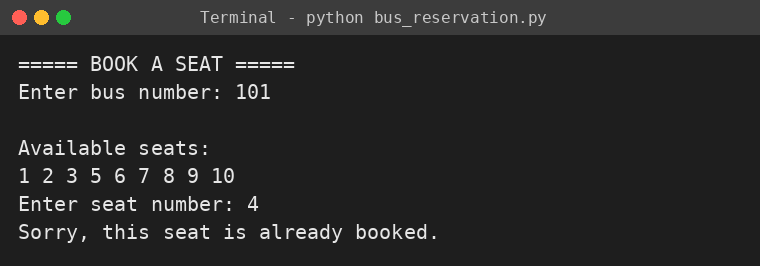 Terminal - python bus_reservation.py
===== BOOK A SEAT =====
Enter bus number: 101
Available seats:
1 2 3 5 6 7 8 9 10
Enter seat number: 4
Sorry, this seat is already booked.